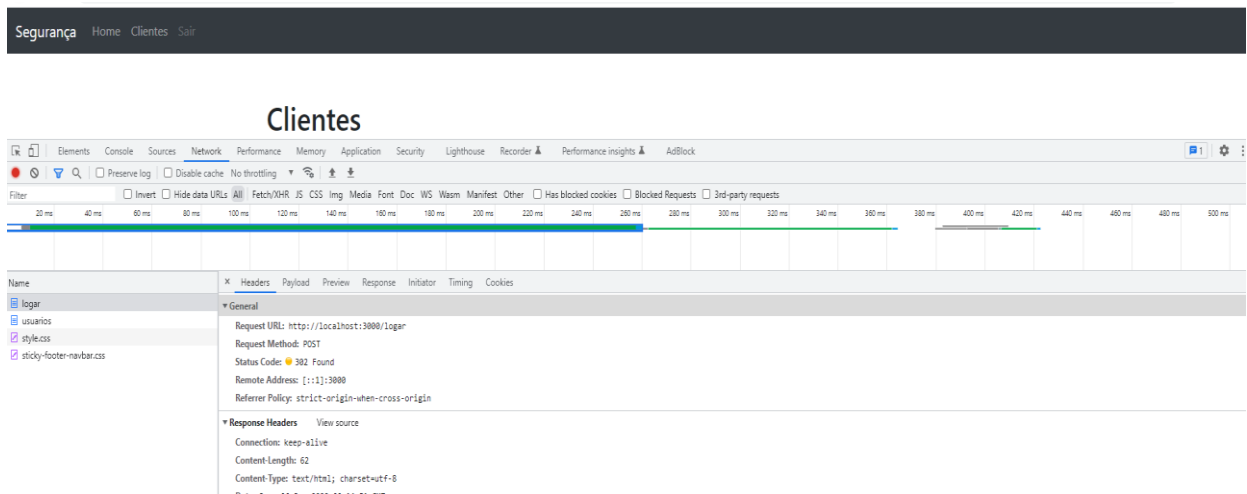 Segurança Home Clientes Sair
Clientes
Elements Console Sources Network Performance Memory Application Security Lighthouse Recorder Performance insights AdBlock 1
Preserve log Disable cache No throttling
Filter Invert Hide data URLs All Fetch/XHR JS CSS Img Media Font Doc WS Wasm Manifest Other Has blocked cookies Blocked Requests 3rd-party requests
20 ms 40 ms 60 ms 80 ms 100 ms 120 ms 140 ms 160 ms 180 ms 200 ms 220 ms 240 ms 260 ms 280 ms 300 ms 320 ms 340 ms 360 ms 380 ms 400 ms 420 ms 440 ms 460 ms 480 ms 500 ms
Name × Headers Payload Preview Response Initiator Timing Cookies
logar General
usuarios Request URL: http://localhost:3000/logar
style.css Request Method: POST
sticky-footer-navbar.css Status Code: 302 Found
Remote Address: [::1]:3000
Referrer Policy: strict-origin-when-cross-origin
Response Headers View source
Connection: keep-alive
Content-Length: 62
Content-Type: text/html; charset=utf-8